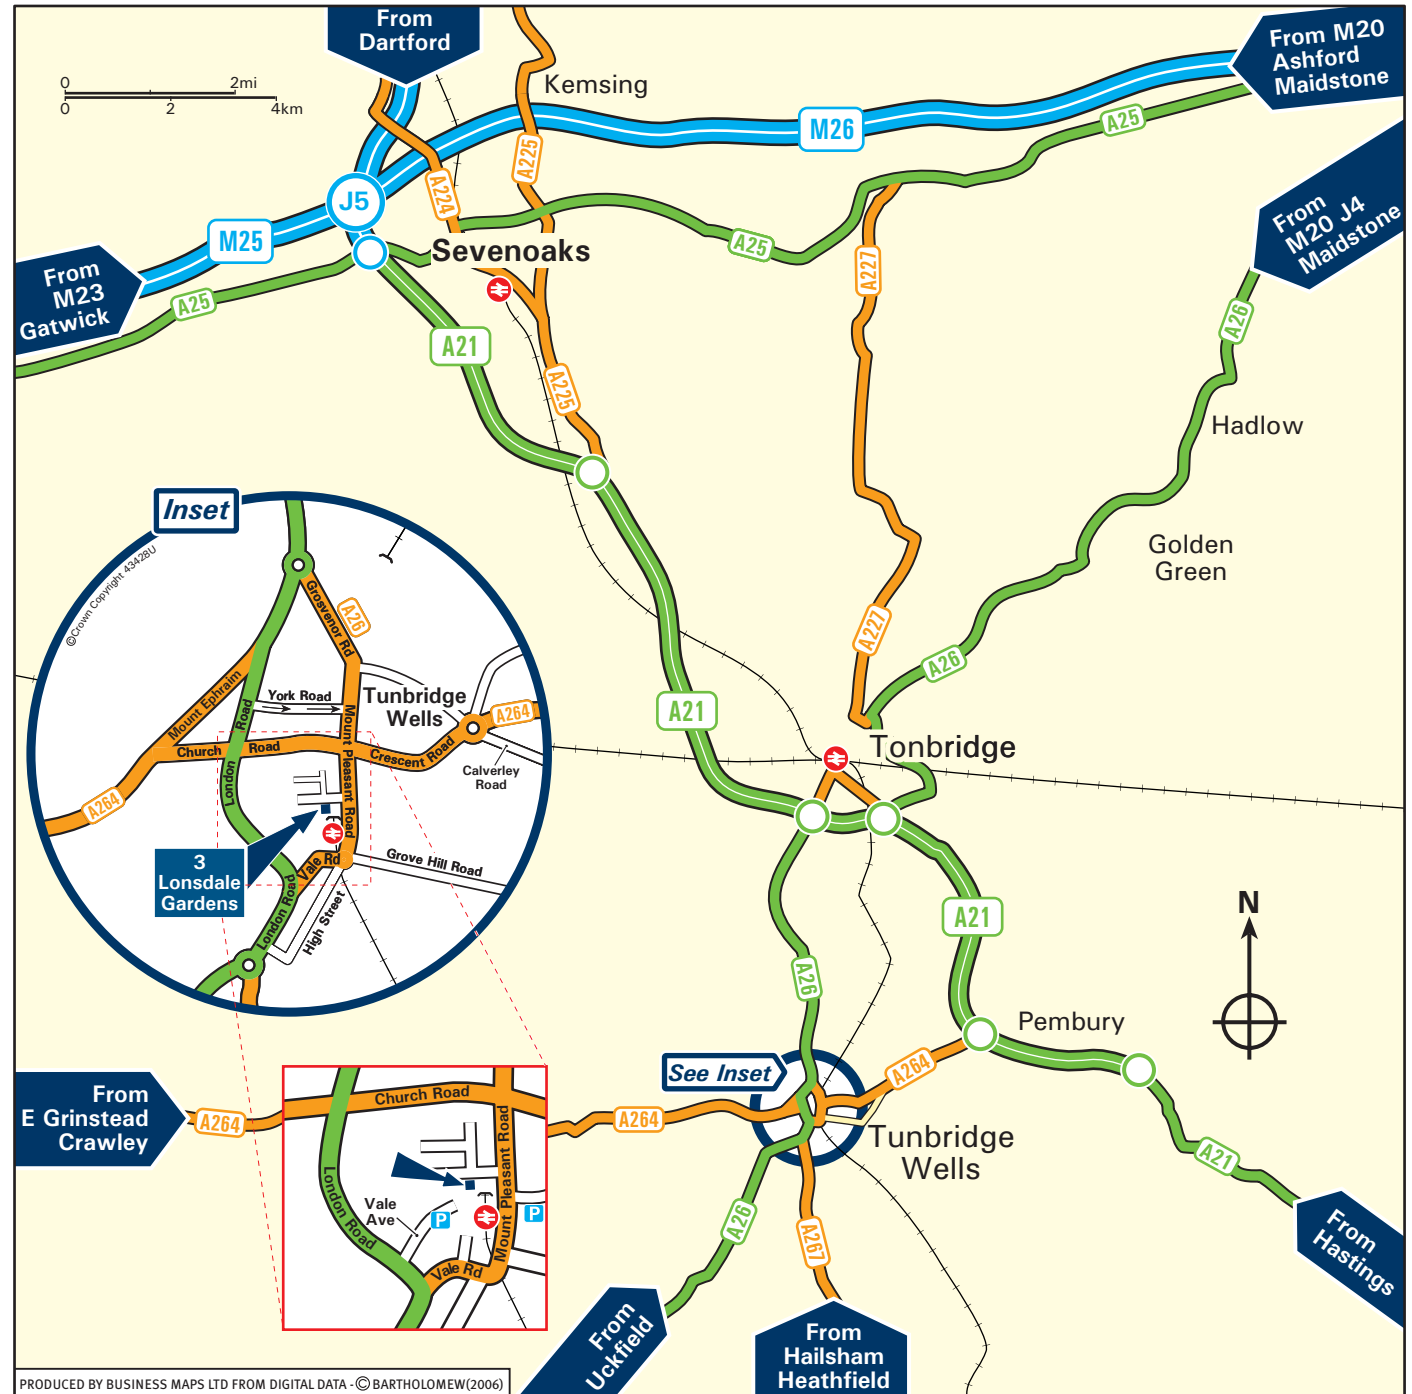 From
Dartford
From M20
Ashford
Maidstone
0 2mi
0 2 4km
Kemsing
M26
A25
A225
A224
J5
From
M20 J4
Maidstone
M25
Sevenoaks
A25
A227
From
M23
Gatwick
A25
A26
A21
A225
Hadlow
Inset
©Crown Copyright 43428U
Golden
Green
A227
A26
A21
Tonbridge
Grosvenor Rd
A26
Mount Ephraim
York Road
Tunbridge
Wells
A264
London Road
Mount Pleasant Road
Church Road
Crescent Road
Calverley
Road
A264
3
Lonsdale
Gardens
Vale Rd
Grove Hill Road
London Road
High Street
A21
N
A26
Pembury
See Inset
A264
From
E Grinstead
Crawley
A264
A264
Tunbridge
Wells
A21
Church Road
Mount Pleasant Road
London Road
Vale
Ave
P
P
Vale Rd
A26
A267
From
Hastings
From
Uckfield
From
Hailsham
Heathfield
PRODUCED BY BUSINESS MAPS LTD FROM DIGITAL DATA - © BARTHOLOMEW(2006)